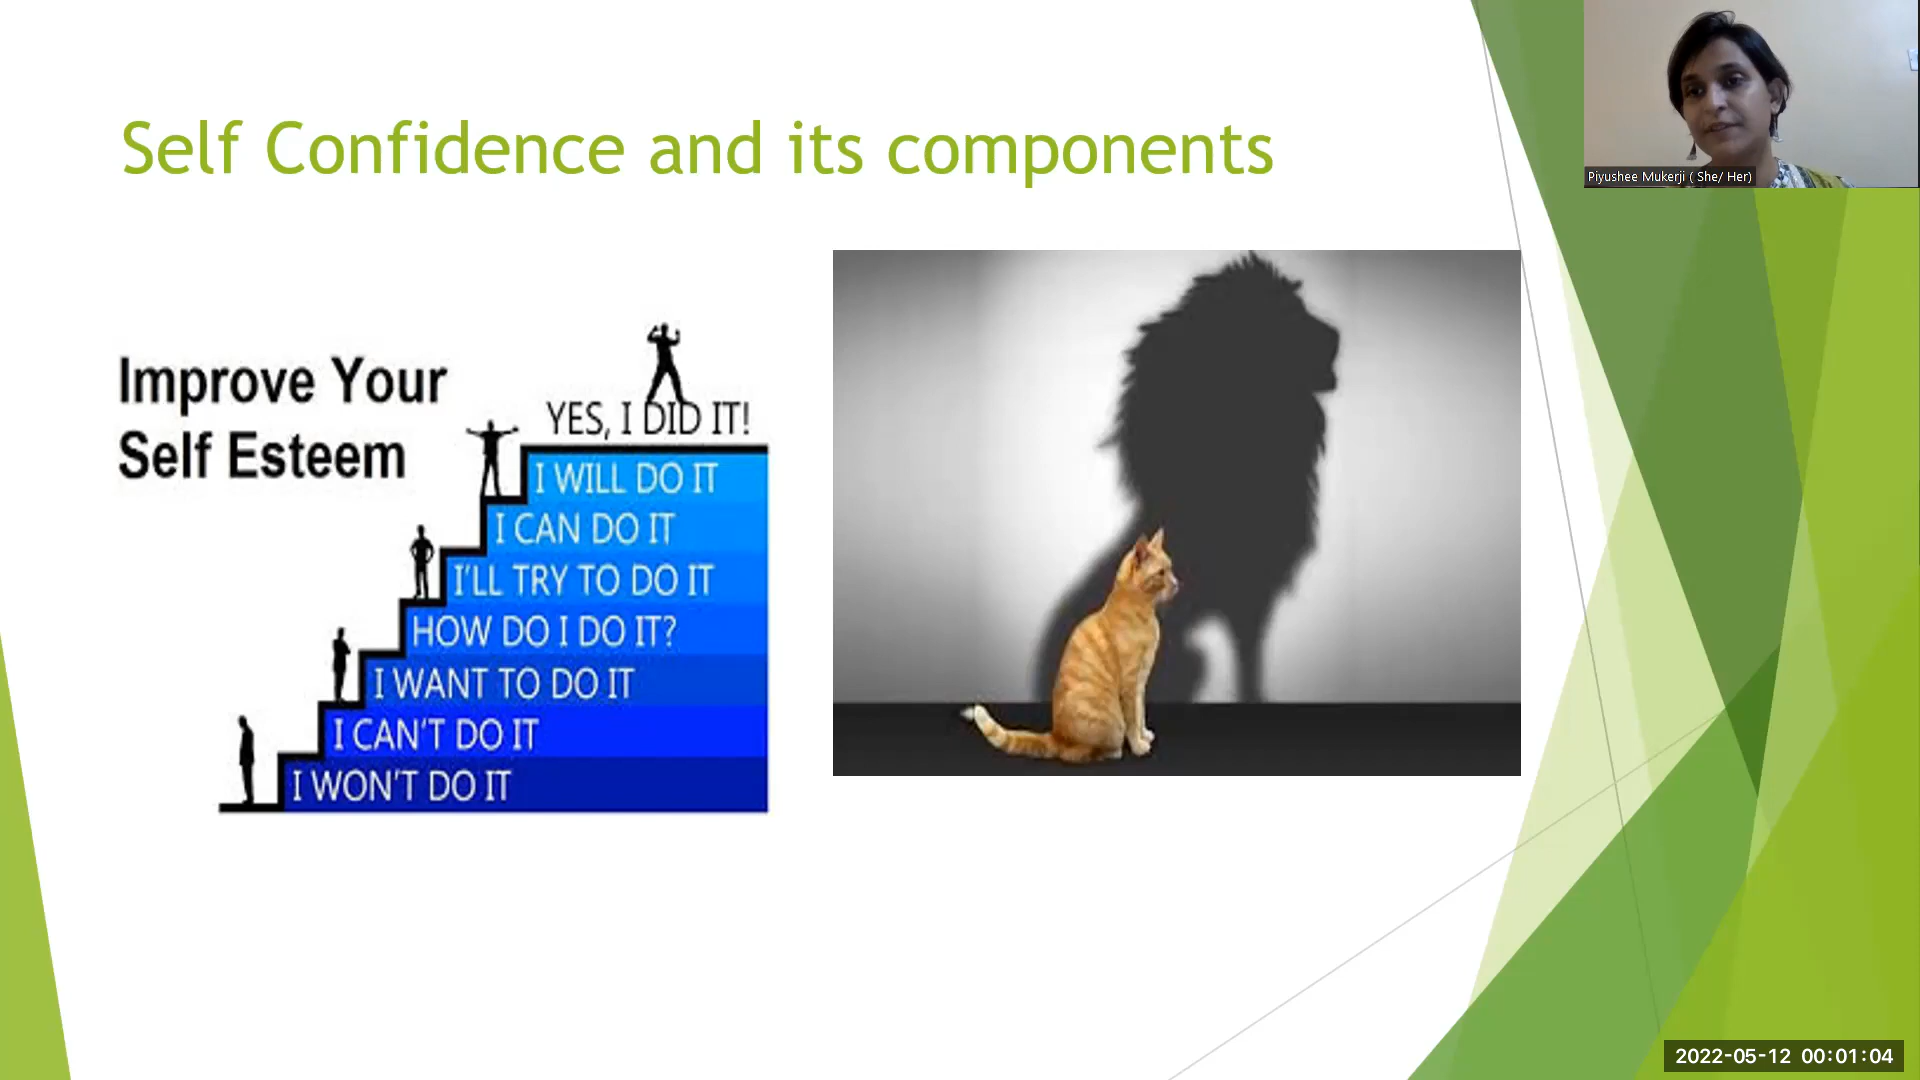 Self Confidence and its components
Piyushee Mukerji ( She/ Her)
Improve Your
Self Esteem
YES, I DID IT!
I WILL DO IT
I CAN DO IT
I'LL TRY TO DO IT
HOW DO I DO IT?
I WANT TO DO IT
I CAN'T DO IT
I WON'T DO IT
2022-05-12 00:01:04